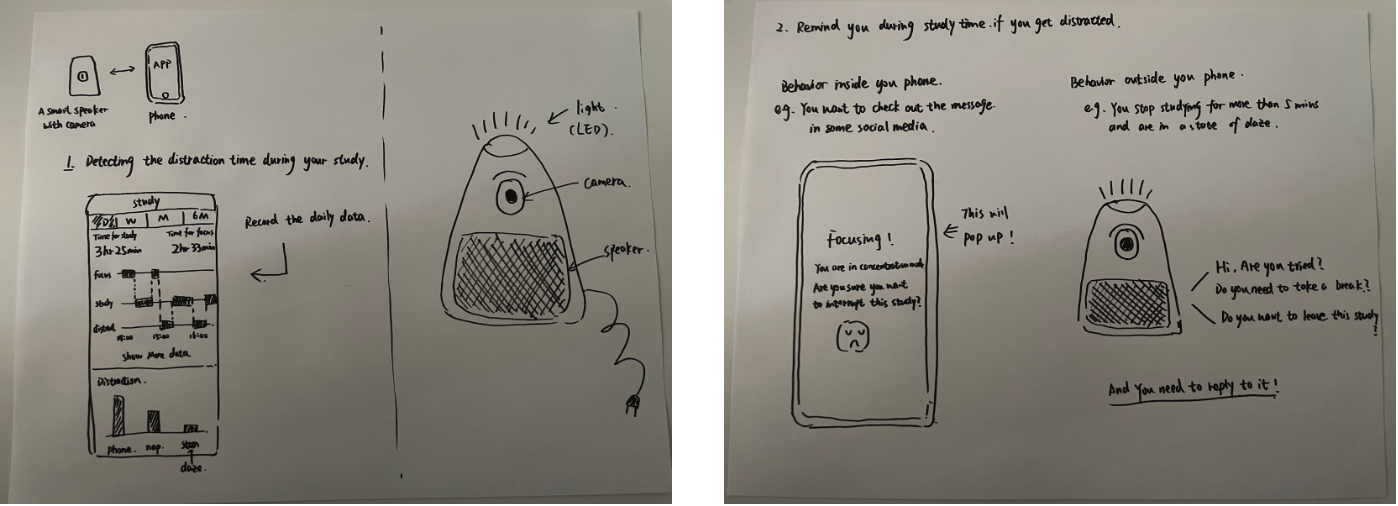 APP
A smart speaker
with camera
Phone.
1. Detecting the distraction time during your study.
study
D W M 6M
Time for study
Time for focus
3hr 25min
2hr 33min
focus
study
distrat
14:00 15:00 16:00
Show More data
Distraction.
phone. nap.
daze.
Record the daily data.
light.
(LED).
camera.
speaker.
2. Remind you during study time.if you get distracted.
Behavior inside you phone.
eg. You want to check out the message.
in some social media.
Focusing!
You are in concentration mode
Are you sure you want
to interrupt this study?
This will
pop up!
Behavior outside you phone.
eg. You stop studying for more than 5 mins
and are in a state of daze.
Hi, Are you tried?
Do you need to take a break?
Do you want to leave this study
?
And You need to reply to it!